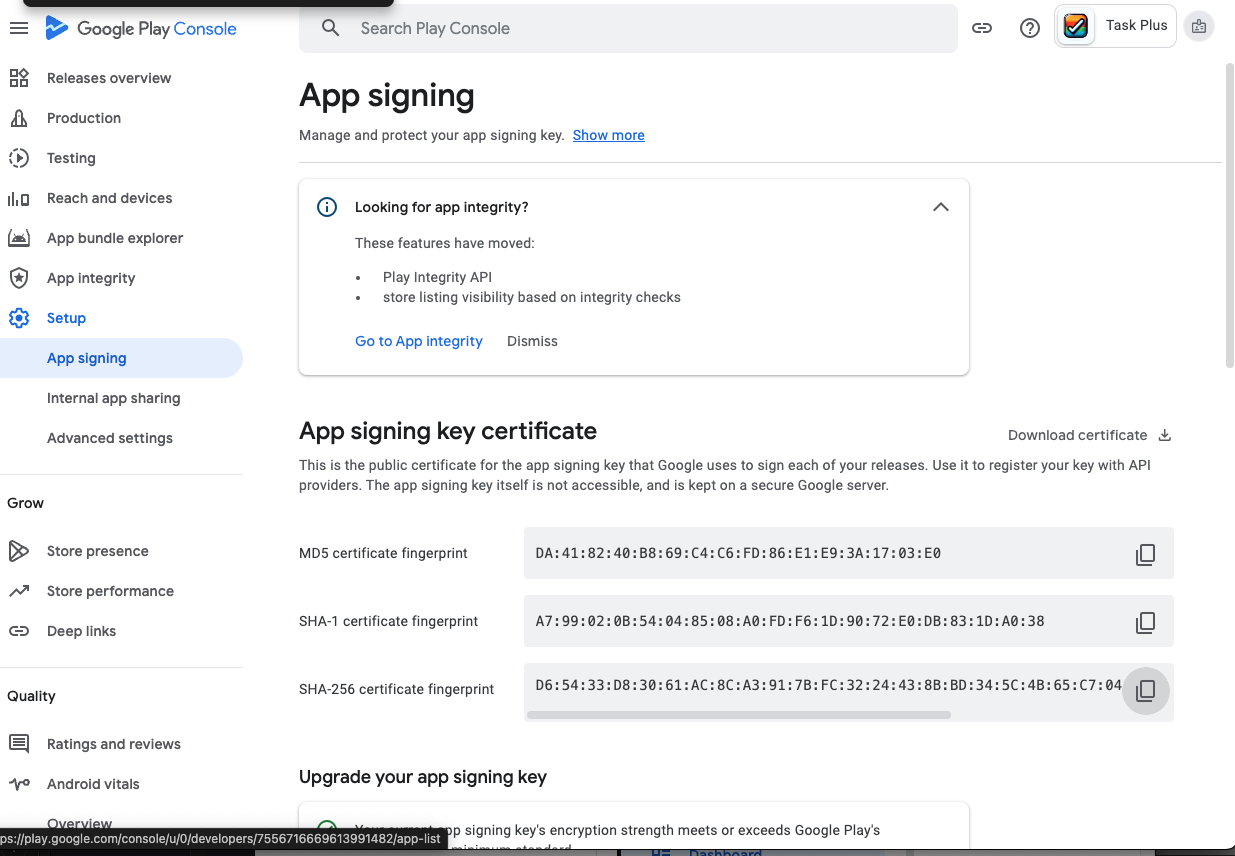 Google Play Console
Search Play Console
Task Plus
Releases overview
Production
Testing
Reach and devices
App bundle explorer
App integrity
Setup
App signing
Internal app sharing
Advanced settings
Grow
Store presence
Store performance
Deep links
Quality
Ratings and reviews
Android vitals
Overview
ps://play.google.com/console/u/0/developers/7556716669613991482/app-list
App signing
Manage and protect your app signing key. Show more
Looking for app integrity?
These features have moved:
• Play Integrity API
• store listing visibility based on integrity checks
Go to App integrity Dismiss
App signing key certificate
Download certificate
This is the public certificate for the app signing key that Google uses to sign each of your releases. Use it to register your key with API
providers. The app signing key itself is not accessible, and is kept on a secure Google server.
MD5 certificate fingerprint
DA:41:82:40:B8:69:C4:C6:FD:86:E1:E9:3A:17:03:E0
SHA-1 certificate fingerprint
A7:99:02:0B:54:04:85:08:A0:FD:F6:1D:90:72:E0:DB:83:1D:A0:38
SHA-256 certificate fingerprint
D6:54:33:D8:30:61:AC:8C:A3:91:7B:FC:32:24:43:8B:BD:34:5C:4B:65:C7:04
Upgrade your app signing key
Your current app signing key's encryption strength meets or exceeds Google Play's
minimum standard
Dashboard